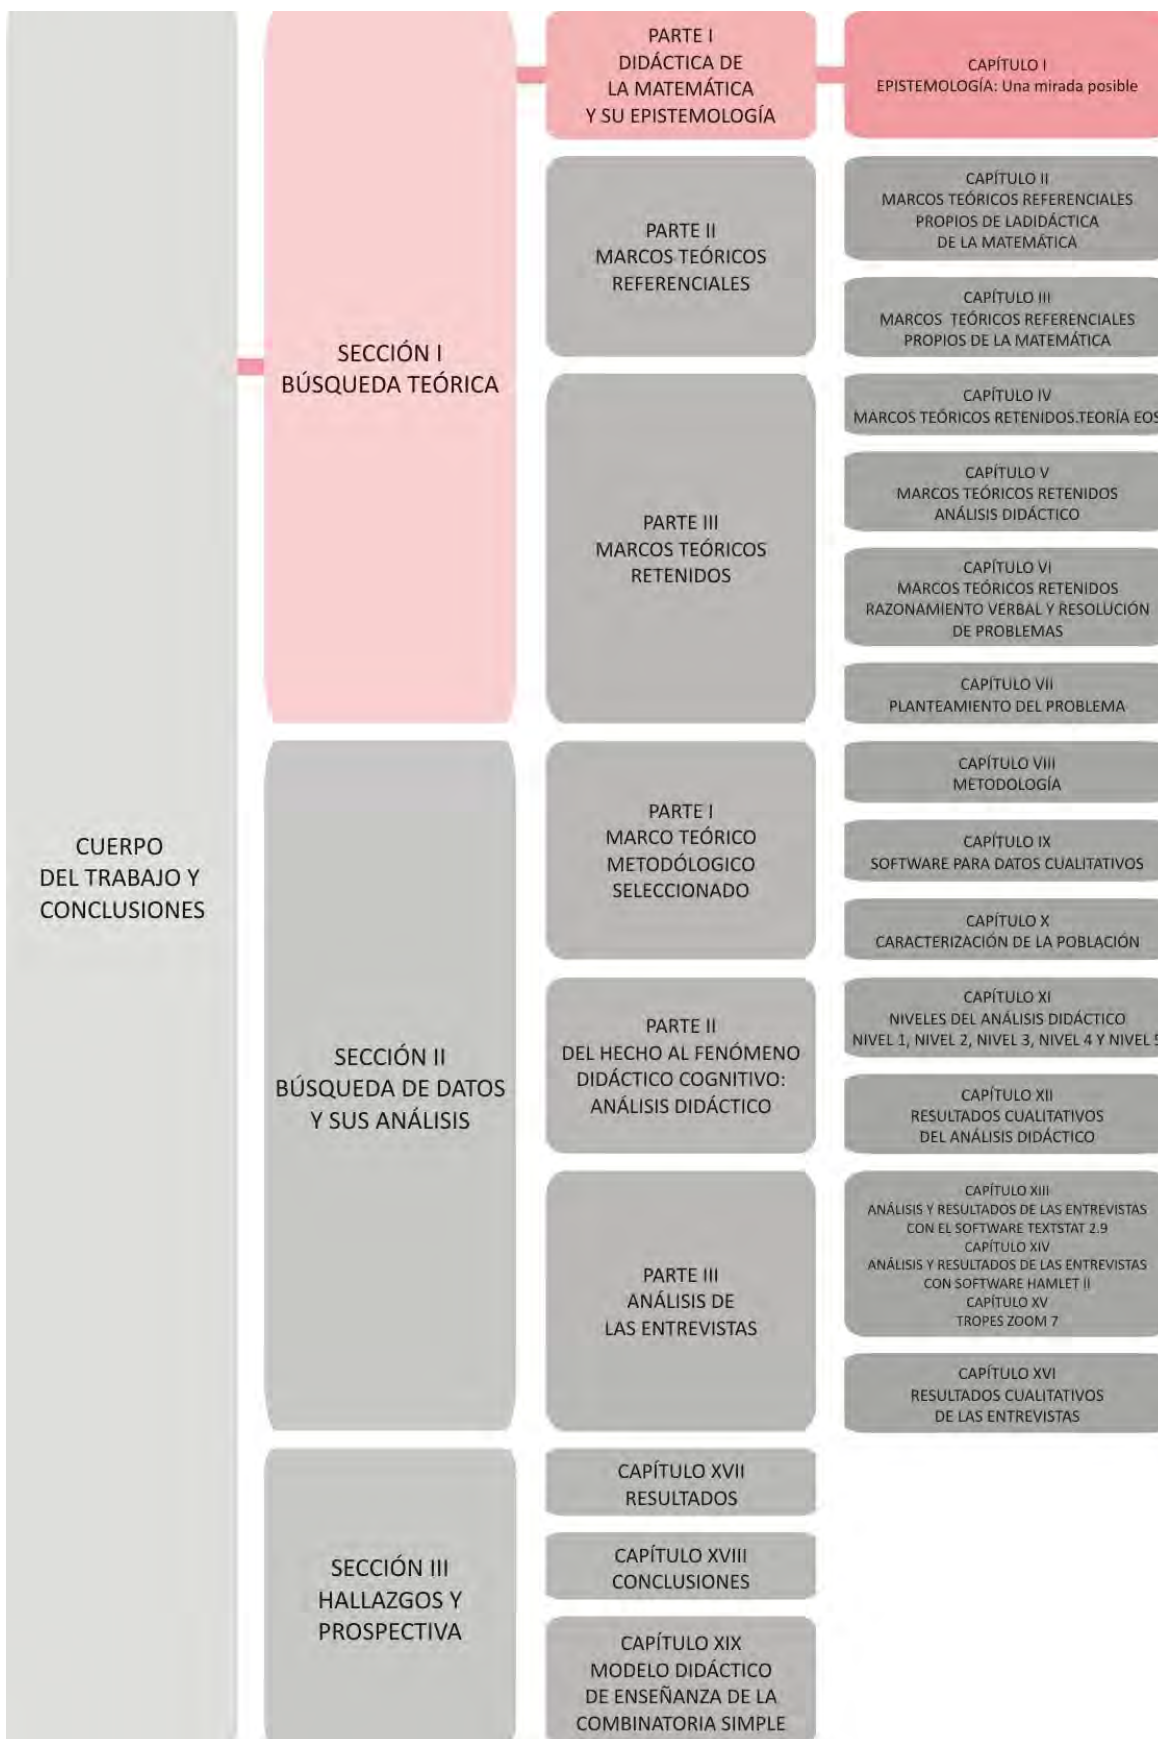 CUERPO
DEL TRABAJO Y
CONCLUSIONES
SECCIÓN I
BÚSQUEDA TEÓRICA
PARTE I
DIDÁCTICA DE
LA MATEMÁTICA
Y SU EPISTEMOLOGÍA
CAPÍTULO I
EPISTEMOLOGÍA: Una mirada posible
PARTE II
MARCOS TEÓRICOS
REFERENCIALES
CAPÍTULO II
MARCOS TEÓRICOS REFERENCIALES
PROPIOS DE LADIDÁCTICA
DE LA MATEMÁTICA
CAPÍTULO III
MARCOS TEÓRICOS REFERENCIALES
PROPIOS DE LA MATEMÁTICA
PARTE III
MARCOS TEÓRICOS
RETENIDOS
CAPÍTULO IV
MARCOS TEÓRICOS RETENIDOS.TEORÍA EOS
CAPÍTULO V
MARCOS TEÓRICOS RETENIDOS
ANÁLISIS DIDÁCTICO
CAPÍTULO VI
MARCOS TEÓRICOS RETENIDOS
RAZONAMIENTO VERBAL Y RESOLUCIÓN
DE PROBLEMAS
CAPÍTULO VII
PLANTEAMIENTO DEL PROBLEMA
SECCIÓN II
BÚSQUEDA DE DATOS
Y SUS ANÁLISIS
PARTE I
MARCO TEÓRICO
METODÓLOGICO
SELECCIONADO
CAPÍTULO VIII
METODOLOGÍA
CAPÍTULO IX
SOFTWARE PARA DATOS CUALITATIVOS
CAPÍTULO X
CARACTERIZACIÓN DE LA POBLACIÓN
PARTE II
DEL HECHO AL FENÓMENO
DIDÁCTICO COGNITIVO:
ANÁLISIS DIDÁCTICO
CAPÍTULO XI
NIVELES DEL ANÁLISIS DIDÁCTICO
NIVEL 1, NIVEL 2, NIVEL 3, NIVEL 4 Y NIVEL 5
CAPÍTULO XII
RESULTADOS CUALITATIVOS
DEL ANÁLISIS DIDÁCTICO
PARTE III
ANÁLISIS DE
LAS ENTREVISTAS
CAPÍTULO XIII
ANÁLISIS Y RESULTADOS DE LAS ENTREVISTAS
CON EL SOFTWARE TEXTSTAT 2.9
CAPÍTULO XIV
ANÁLISIS Y RESULTADOS DE LAS ENTREVISTAS
CON SOFTWARE HAMLET II
CAPÍTULO XV
TROPES ZOOM 7
CAPÍTULO XVI
RESULTADOS CUALITATIVOS
DE LAS ENTREVISTAS
SECCIÓN III
HALLAZGOS Y
PROSPECTIVA
CAPÍTULO XVII
RESULTADOS
CAPÍTULO XVIII
CONCLUSIONES
CAPÍTULO XIX
MODELO DIDÁCTICO
DE ENSEÑANZA DE LA
COMBINATORIA SIMPLE